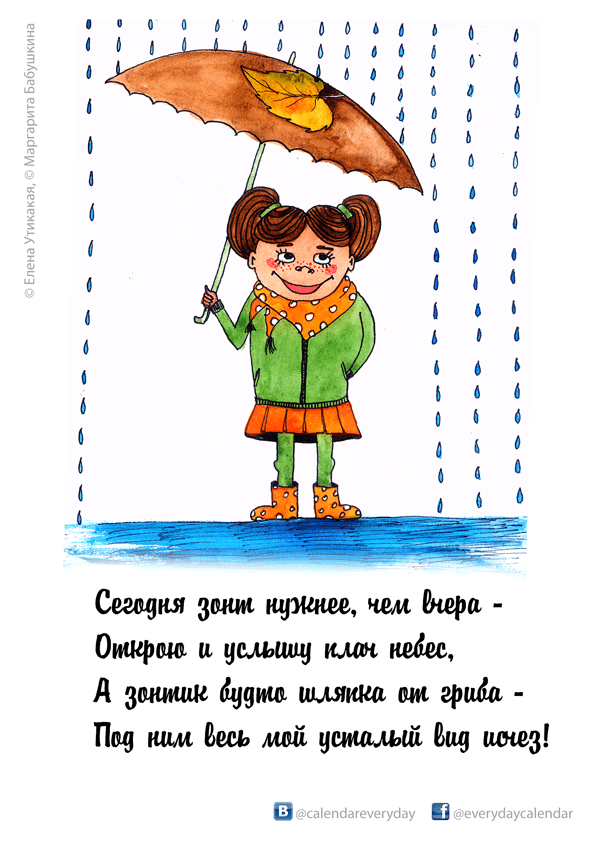 © Елена Утикакая, © Маргарита Бабушкина
Сегодня зонт нужнее, чем вчера -
Открою и услышу плач небес,
А зонтик будто шляпка от гриба -
Под ним весь мой усталый вид исчез!
B @calendareveryday f @everydaycalendar